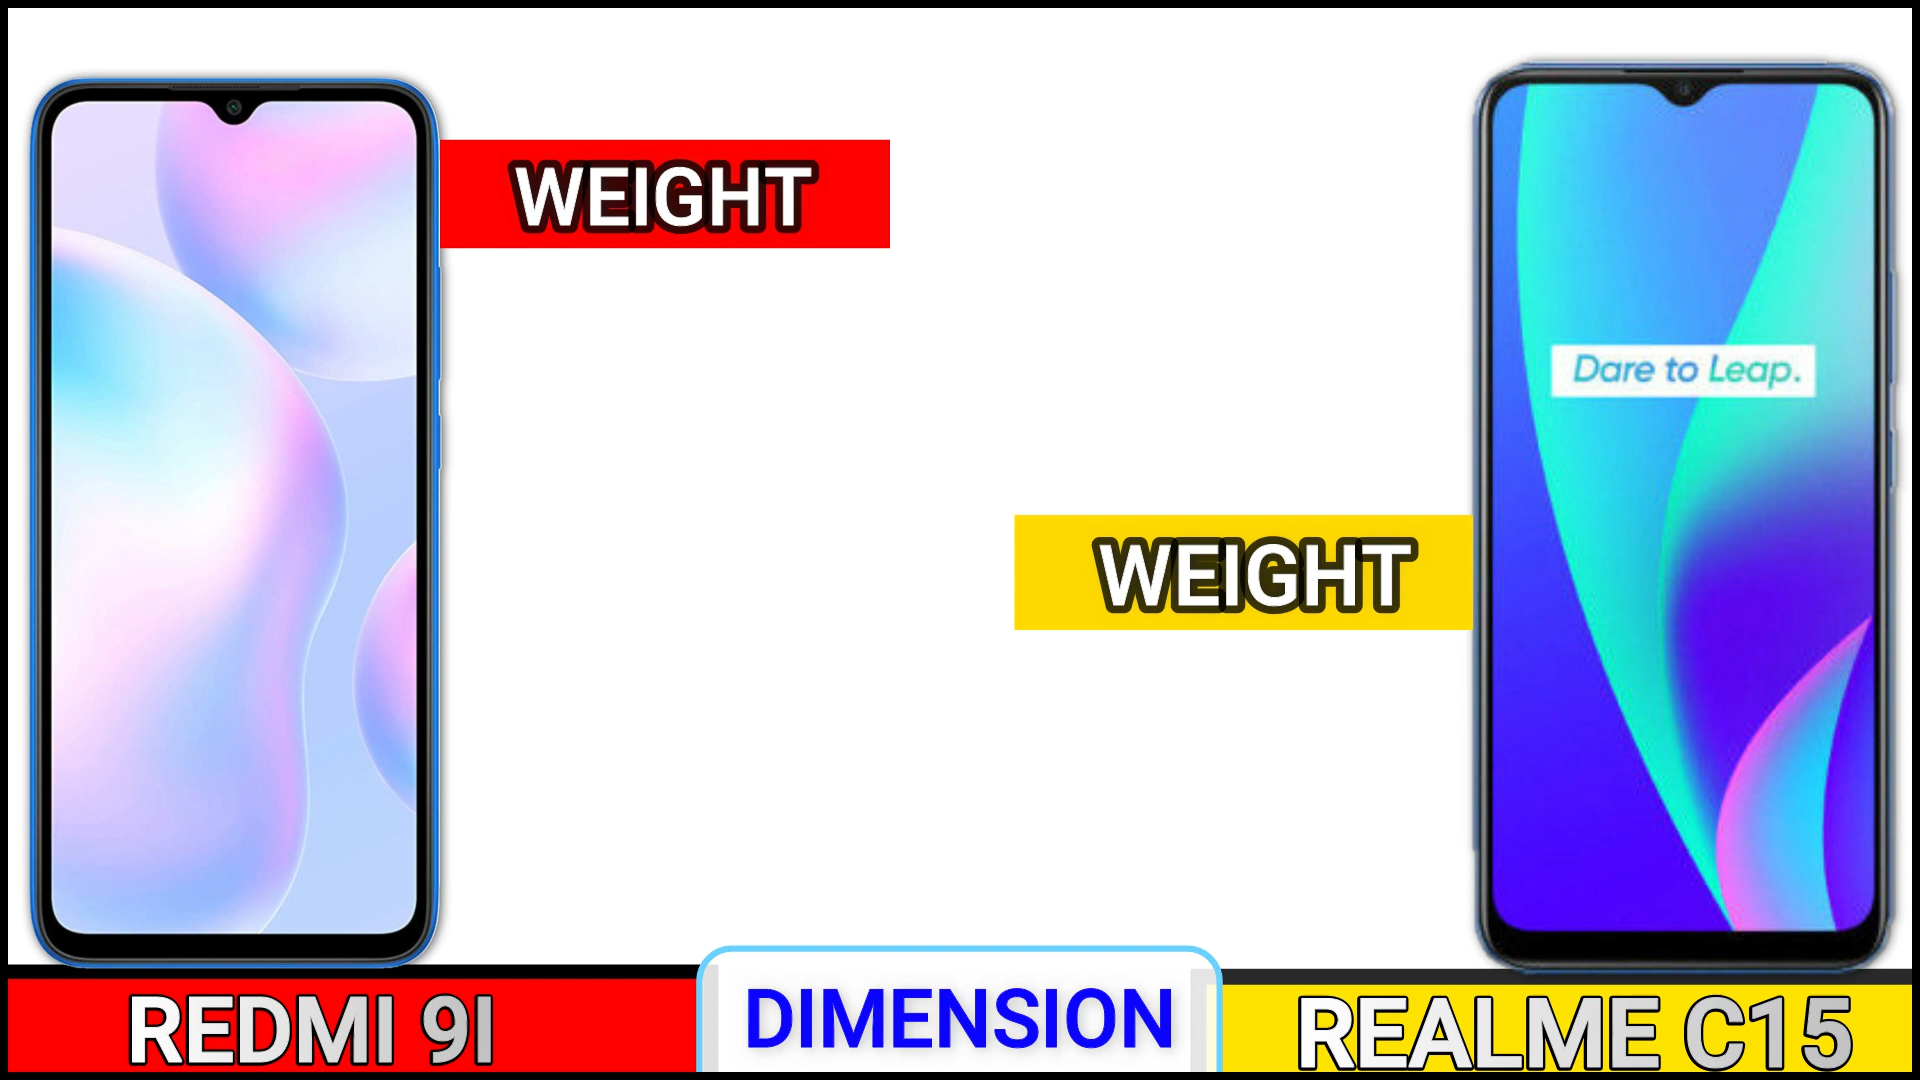 WEIGHT
Dare to Leap.
WEIGHT
REDMI 9I
DIMENSION
REALME C15